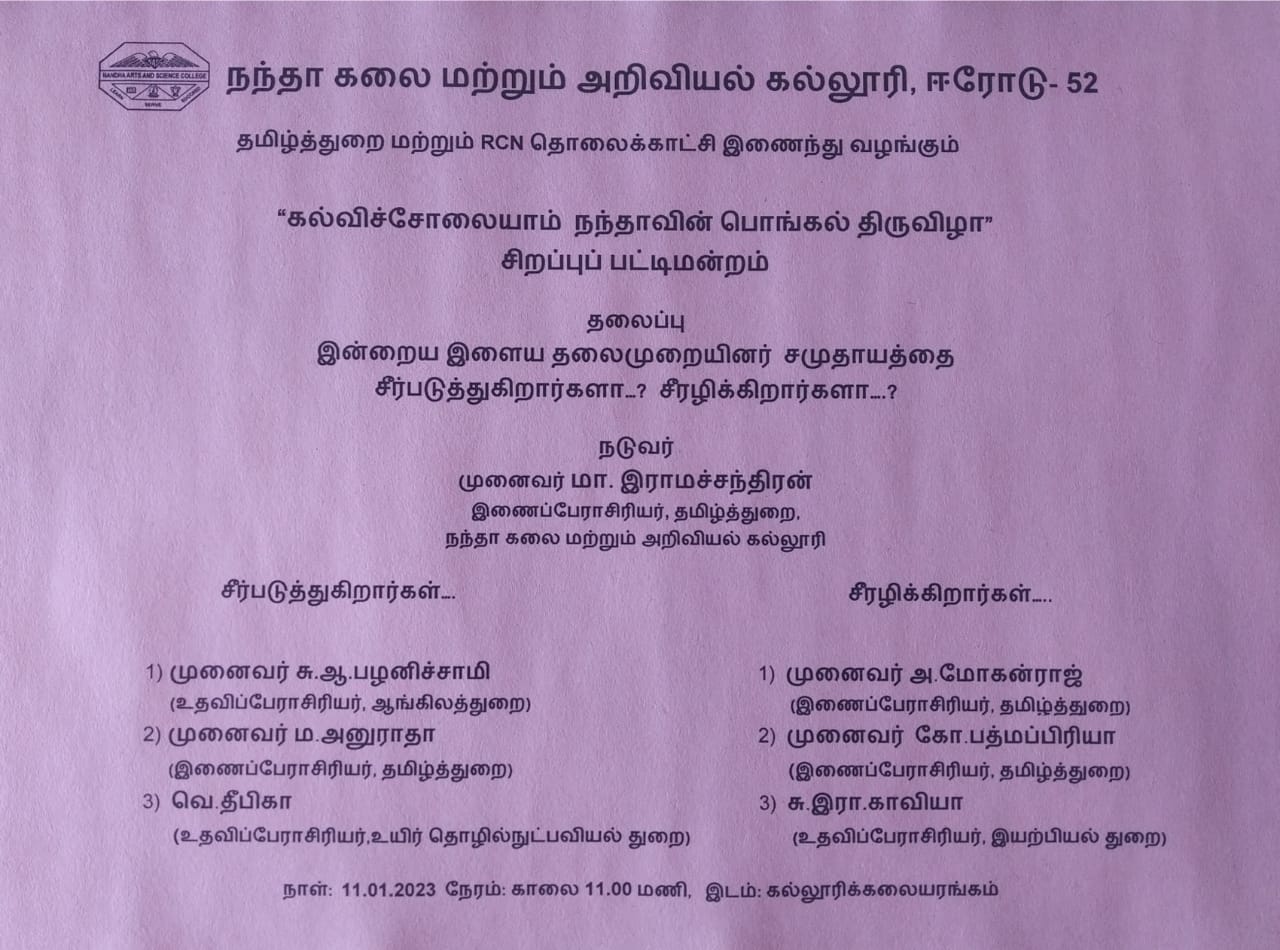 NANDHA ARTS AND SCIENCE COLLEGE
LEARN SERVE SUCCEED
நந்தா கலை மற்றும் அறிவியல் கல்லூரி, ஈரோடு- 52
தமிழ்த்துறை மற்றும் RCN தொலைக்காட்சி இணைந்து வழங்கும்
“கல்விச்சோலையாம் நந்தாவின் பொங்கல் திருவிழா”
சிறப்புப் பட்டிமன்றம்
தலைப்பு
இன்றைய இளைய தலைமுறையினர் சமுதாயத்தை
சீர்படுத்துகிறார்களா...? சீரழிக்கிறார்களா....?
நடுவர்
முனைவர் மா. இராமச்சந்திரன்
இணைப்பேராசிரியர், தமிழ்த்துறை,
நந்தா கலை மற்றும் அறிவியல் கல்லூரி
சீர்படுத்துகிறார்கள்....
1) முனைவர் சு.ஆ.பழனிச்சாமி
(உதவிப்பேராசிரியர், ஆங்கிலத்துறை)
2) முனைவர் ம.அனுராதா
(இணைப்பேராசிரியர், தமிழ்த்துறை)
3) வெ.தீபிகா
(உதவிப்பேராசிரியர்,உயிர் தொழில்நுட்பவியல் துறை)
சீரழிக்கிறார்கள்.....
1) முனைவர் அ.மோகன்ராஜ்
(இணைப்பேராசிரியர், தமிழ்த்துறை)
2) முனைவர் கோ.பத்மப்பிரியா
(இணைப்பேராசிரியர், தமிழ்த்துறை)
3) சு.இரா.காவியா
(உதவிப்பேராசிரியர், இயற்பியல் துறை)
நாள்: 11.01.2023 நேரம்: காலை 11.00 மணி, இடம்: கல்லூரிக்கலையரங்கம்